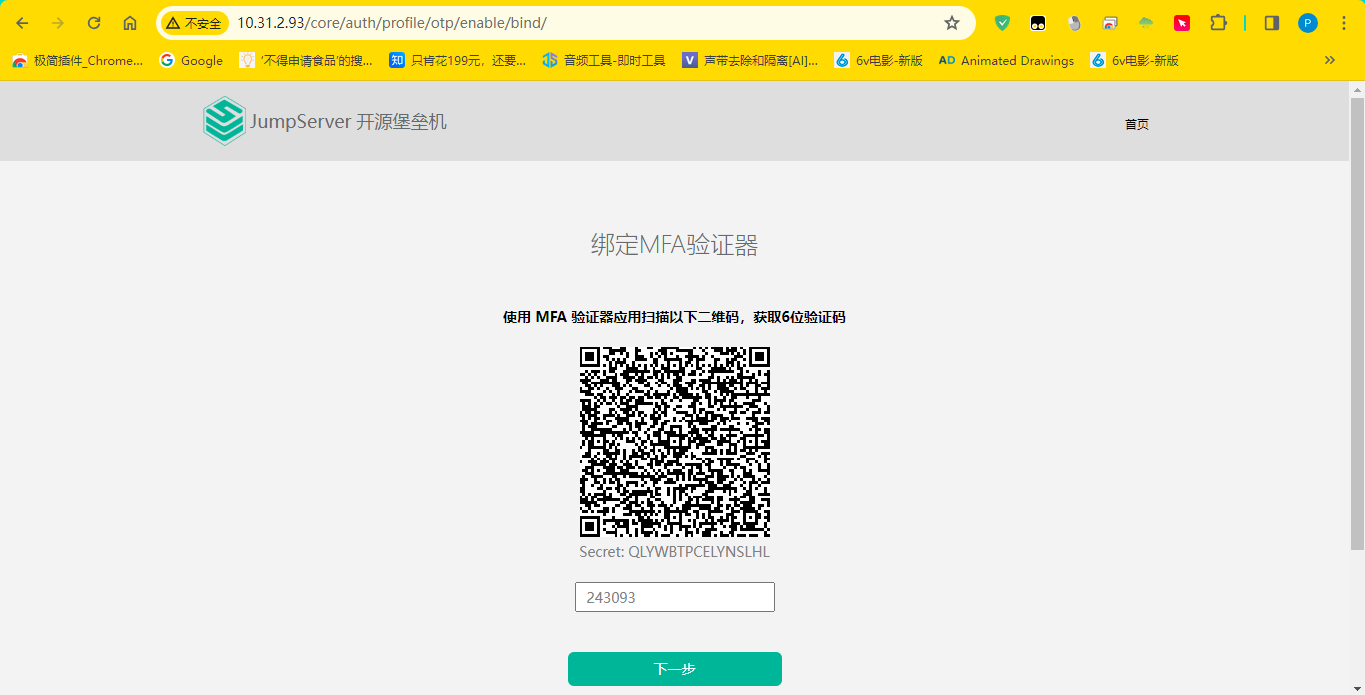 不安全 10.31.2.93/core/auth/profile/otp/enable/bind/
P
极简插件_Chrome... Google '不得申请食品'的搜... 知 只肯花199元，还要... 音频工具-即时工具 V 声带去除和隔离[AI]... 6v电影-新版 AD Animated Drawings 6v电影-新版
JumpServer 开源堡垒机
首页
绑定MFA验证器
使用 MFA 验证器应用扫描以下二维码，获取6位验证码
Secret: QLYWBTPCELYNSLHL
243093
下一步